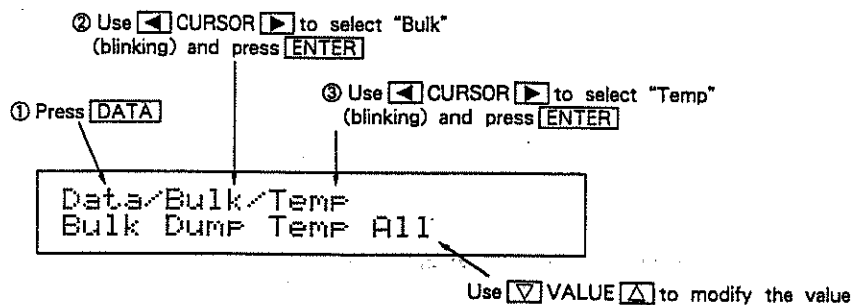 ② Use ◀ CURSOR ▶ to select "Bulk"
(blinking) and press ENTER
③ Use ◀ CURSOR ▶ to select "Temp"
(blinking) and press ENTER
① Press DATA
Data/Bulk/Temp
Bulk Dump Temp All
Use ▽ VALUE △ to modify the value